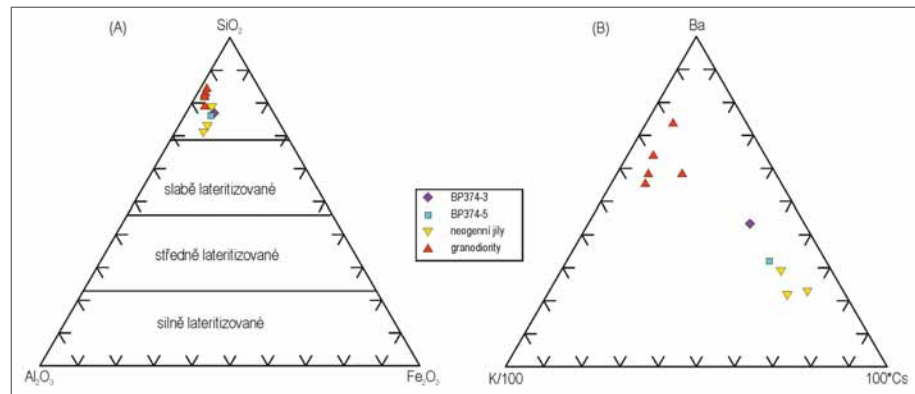 (A)
SiO₂
slabě lateritizované
středně lateritizované
silně lateritizované
Al₂O₃
Fe₂O₃
BP374-3
BP374-5
neogenní jíly
granodiority
(B)
Ba
K/100
100*Cs